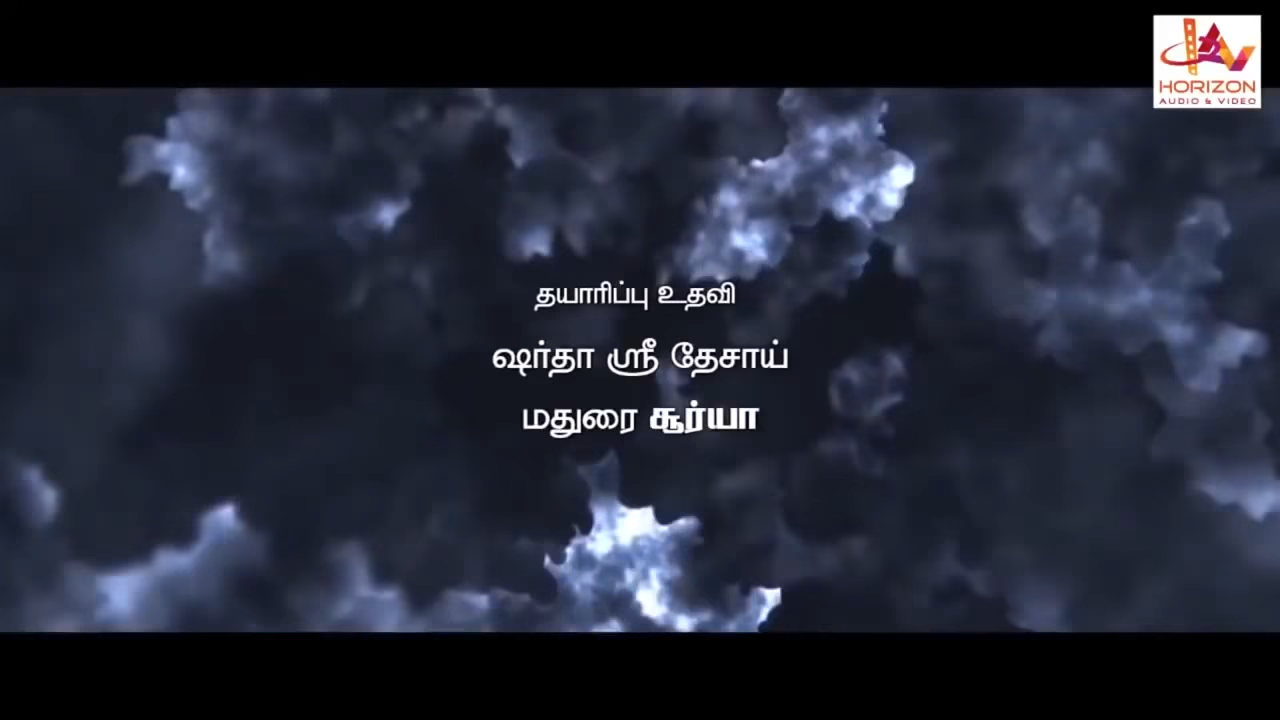 HORIZON
AUDIO & VIDEO
தயாரிப்பு உதவி
ஷர்தா ஸ்ரீ தேசாய்
மதுரை சூர்யா